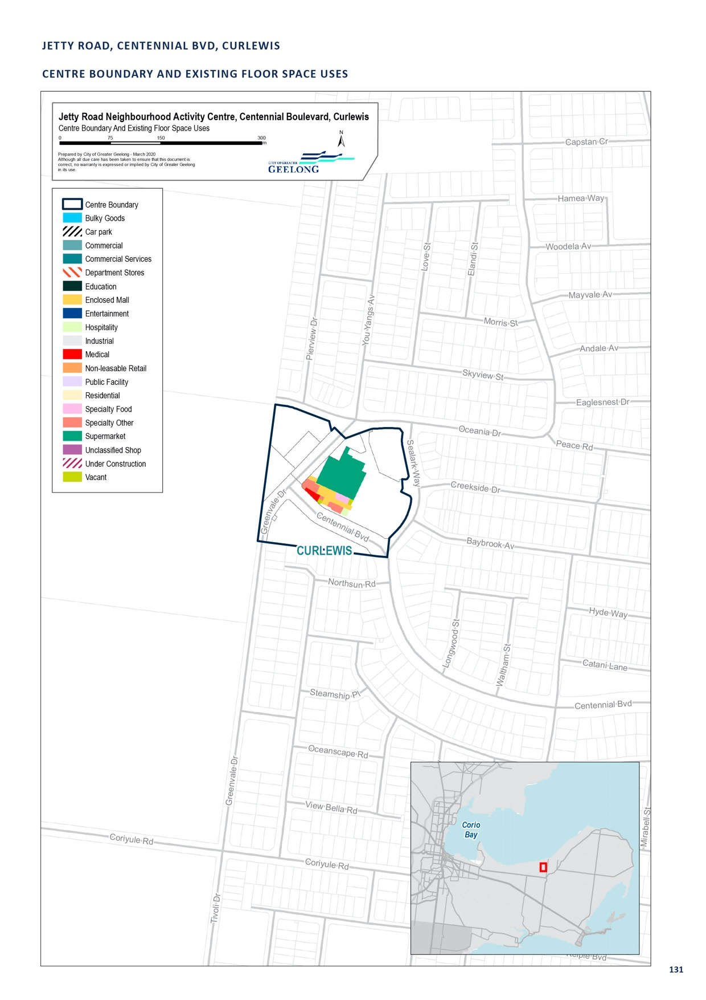 JETTY ROAD, CENTENNIAL BVD, CURLEWIS
CENTRE BOUNDARY AND EXISTING FLOOR SPACE USES
Jetty Road Neighbourhood Activity Centre, Centennial Boulevard, Curlewis
Centre Boundary And Existing Floor Space Uses
0 75 150 300
m
N
Prepared by City of Greater Geelong - March 2020
Although all due care has been taken to ensure that this document is
correct, no warranty is expressed or implied by City of Greater Geelong
in its use.
CITY OF GREATER
GEELONG
Centre Boundary
Bulky Goods
Car park
Commercial
Commercial Services
Department Stores
Education
Enclosed Mall
Entertainment
Hospitality
Industrial
Medical
Non-leasable Retail
Public Facility
Residential
Specialty Food
Specialty Other
Supermarket
Unclassified Shop
Under Construction
Vacant
Capstan Cr
Hamea Way
Woodela Av
Love St
Elandi St
Mayvale Av
You Yangs Av
Pierview Dr
Morris St
Andale Av
Skyview St
Eaglesnest Dr
Oceania Dr
Peace Rd
Sealark Way
Creekside Dr
Greenvale Dr
Centennial Bvd
Baybrook Av
CURLEWIS
Northsun Rd
Hyde Way
Longwood St
Waltham St
Catani Lane
Steamship Pl
Centennial Bvd
Oceanscape Rd
Greenvale Dr
View Bella Rd
Mirabell St
Corio
Bay
Coriyule Rd
Coriyule Rd
Tivoli Dr
Kelpie Bvd
131